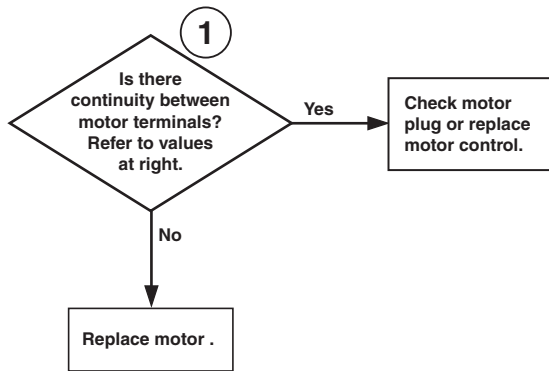 1
Is there
continuity between
motor terminals?
Refer to values
at right.
Yes
Check motor
plug or replace
motor control.
No
Replace motor .